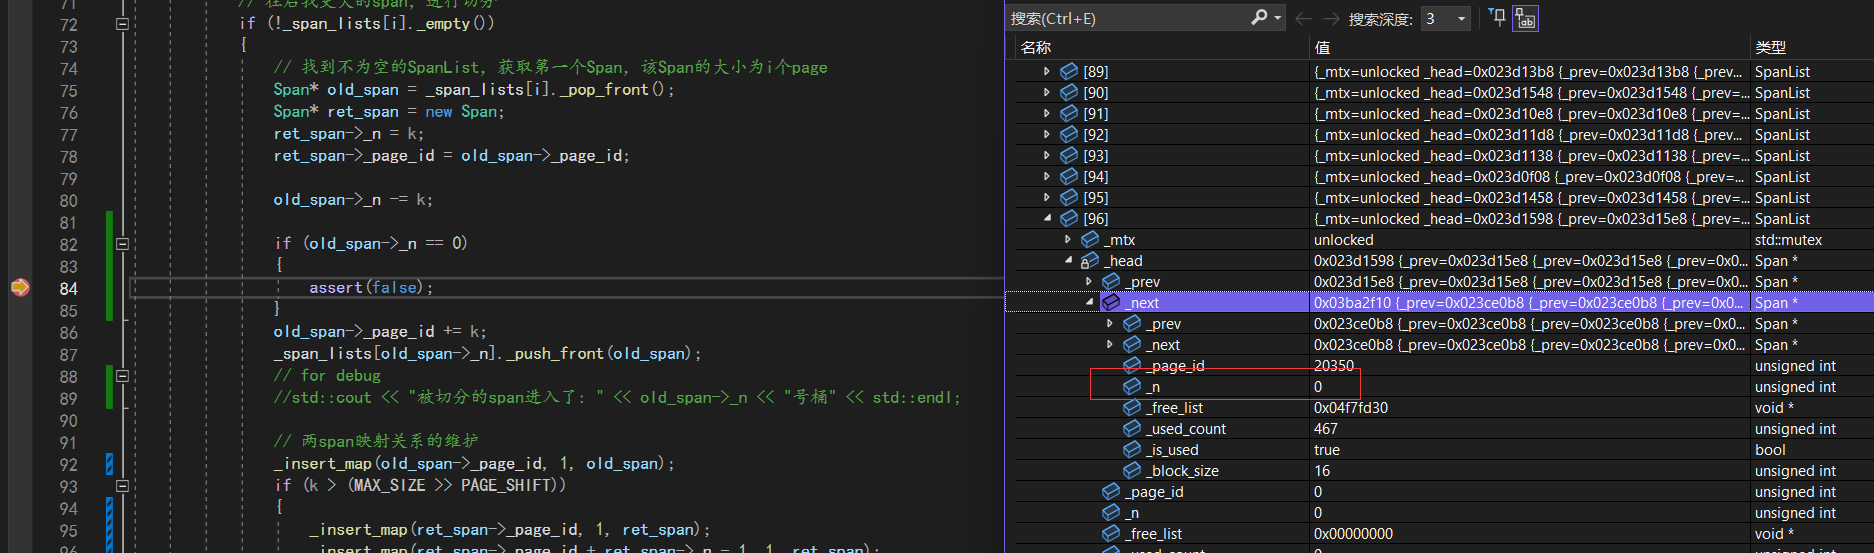 71 // 往后找更大的span，进行切分
72 if (!_span_lists[i]._empty())
73 {
74 // 找到不为空的SpanList，获取第一个Span，该Span的大小为i个page
75 Span* old_span = _span_lists[i]._pop_front();
76 Span* ret_span = new Span;
77 ret_span->_n = k;
78 ret_span->_page_id = old_span->_page_id;
79
80 old_span->_n -= k;
81
82 if (old_span->_n == 0)
83 {
84 assert(false);
85 }
86 old_span->_page_id += k;
87 _span_lists[old_span->_n]._push_front(old_span);
88 // for debug
89 //std::cout << "被切分的span进入了: " << old_span->_n << "号桶" << std::endl;
90
91 // 两span映射关系的维护
92 _insert_map(old_span->_page_id, 1, old_span);
93 if (k > (MAX_SIZE >> PAGE_SHIFT))
94 {
95 _insert_map(ret_span->_page_id, 1, ret_span);
_insert_map(ret_span->_page_id + ret_span->_n - 1, 1, ret_span);
搜索(Ctrl+E) 搜索深度: 3
名称 值 类型
[89] {_mtx=unlocked _head=0x023d13b8 {_prev=0x023d13b8 {_prev... SpanList
[90] {_mtx=unlocked _head=0x023d1548 {_prev=0x023d1548 {_prev=... SpanList
[91] {_mtx=unlocked _head=0x023d10e8 {_prev=0x023d10e8 {_prev=... SpanList
[92] {_mtx=unlocked _head=0x023d11d8 {_prev=0x023d11d8 {_prev... SpanList
[93] {_mtx=unlocked _head=0x023d1138 {_prev=0x023d1138 {_prev=... SpanList
[94] {_mtx=unlocked _head=0x023d0f08 {_prev=0x023d0f08 {_prev=... SpanList
[95] {_mtx=unlocked _head=0x023d1458 {_prev=0x023d1458 {_prev=... SpanList
[96] {_mtx=unlocked _head=0x023d1598 {_prev=0x023d15e8 {_prev=... SpanList
_mtx unlocked std::mutex
_head 0x023d1598 {_prev=0x023d15e8 {_prev=0x023d15e8 {_prev=0x0... Span *
_prev 0x023d15e8 {_prev=0x023d15e8 {_prev=0x023d15e8 {_prev=0x0... Span *
_next 0x03ba2f10 {_prev=0x023ce0b8 {_prev=0x023ce0b8 {_prev=0x0... Span *
_prev 0x023ce0b8 {_prev=0x023ce0b8 {_prev=0x023ce0b8 {_prev=0x0... Span *
_next 0x023ce0b8 {_prev=0x023ce0b8 {_prev=0x023ce0b8 {_prev=0x0... Span *
_page_id 20350 unsigned int
_n 0 unsigned int
_free_list 0x04f7fd30 void *
_used_count 467 unsigned int
_is_used true bool
_block_size 16 unsigned int
_page_id 0 unsigned int
_n 0 unsigned int
_free_list 0x00000000 void *